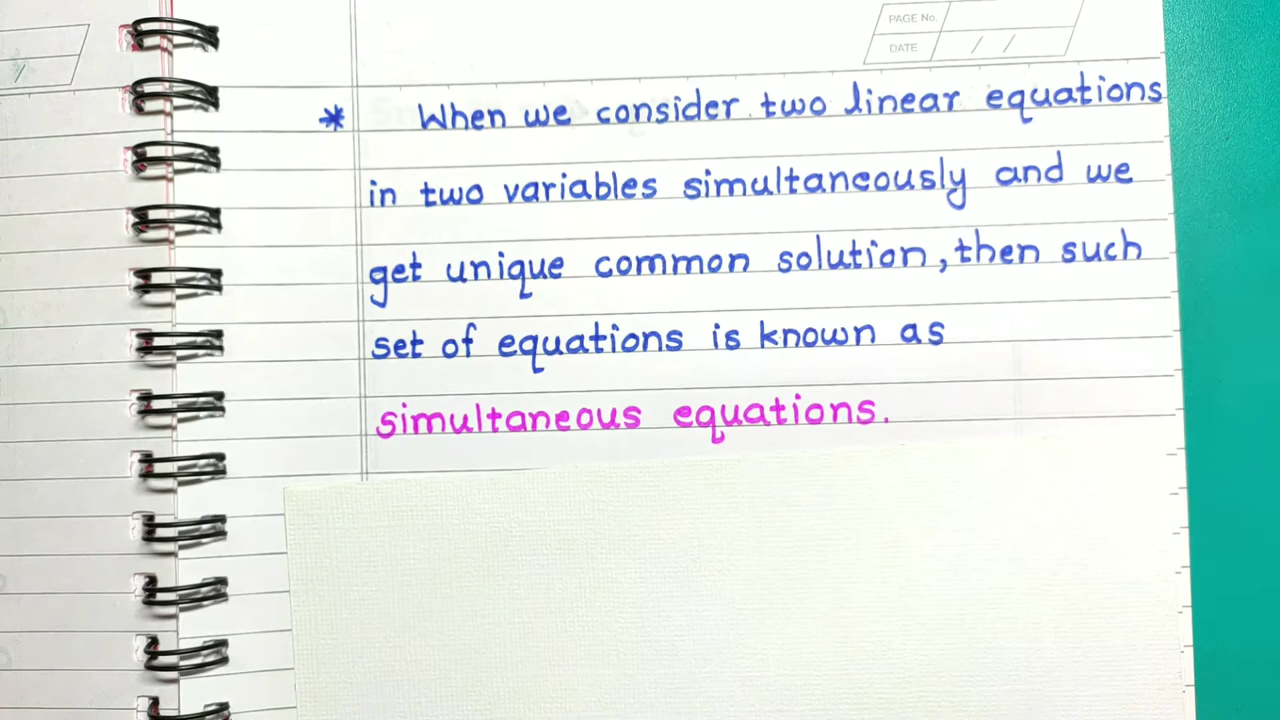 PAGE No.
DATE / /
* When we consider two linear equations
in two variables simultaneously and we
get unique common solution, then such
set of equations is known as
simultaneous equations.